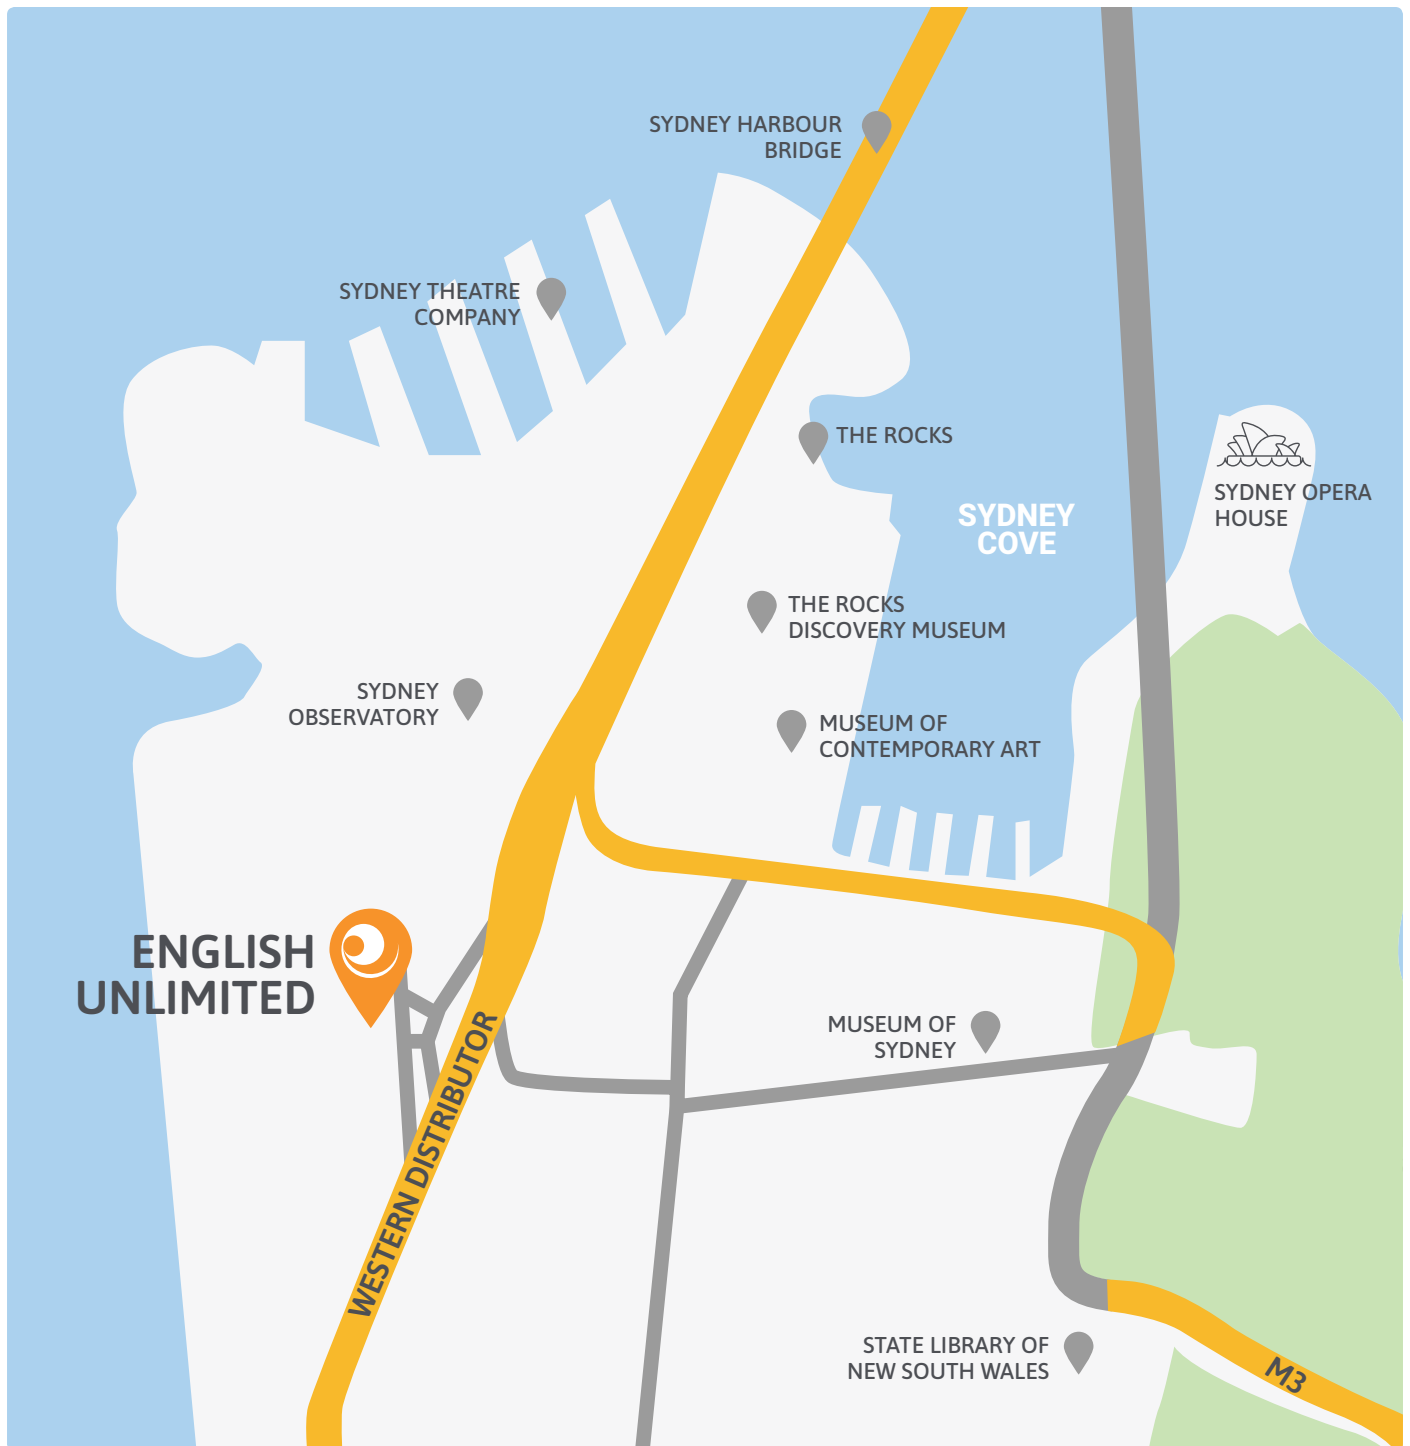 SYDNEY HARBOUR
BRIDGE
SYDNEY THEATRE
COMPANY
THE ROCKS
SYDNEY OPERA
HOUSE
SYDNEY
COVE
THE ROCKS
DISCOVERY MUSEUM
SYDNEY
OBSERVATORY
MUSEUM OF
CONTEMPORARY ART
ENGLISH
UNLIMITED
MUSEUM OF
SYDNEY
WESTERN DISTRIBUTOR
STATE LIBRARY OF
NEW SOUTH WALES
M3